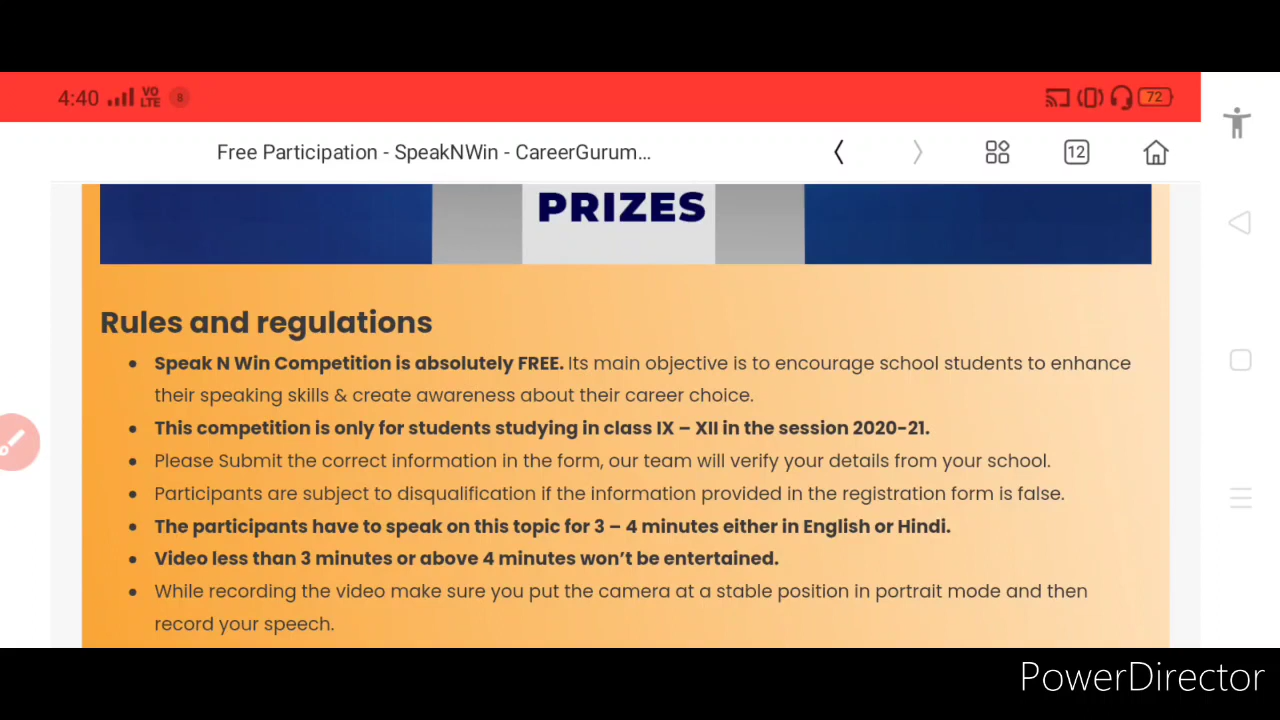 4:40 VO LTE 8 72
Free Participation - SpeakNWin - CareerGurum... 12
PRIZES
Rules and regulations
• Speak N Win Competition is absolutely FREE. Its main objective is to encourage school students to enhance
their speaking skills & create awareness about their career choice.
• This competition is only for students studying in class IX – XII in the session 2020-21.
• Please Submit the correct information in the form, our team will verify your details from your school.
• Participants are subject to disqualification if the information provided in the registration form is false.
• The participants have to speak on this topic for 3 – 4 minutes either in English or Hindi.
• Video less than 3 minutes or above 4 minutes won’t be entertained.
• While recording the video make sure you put the camera at a stable position in portrait mode and then
record your speech.
PowerDirector